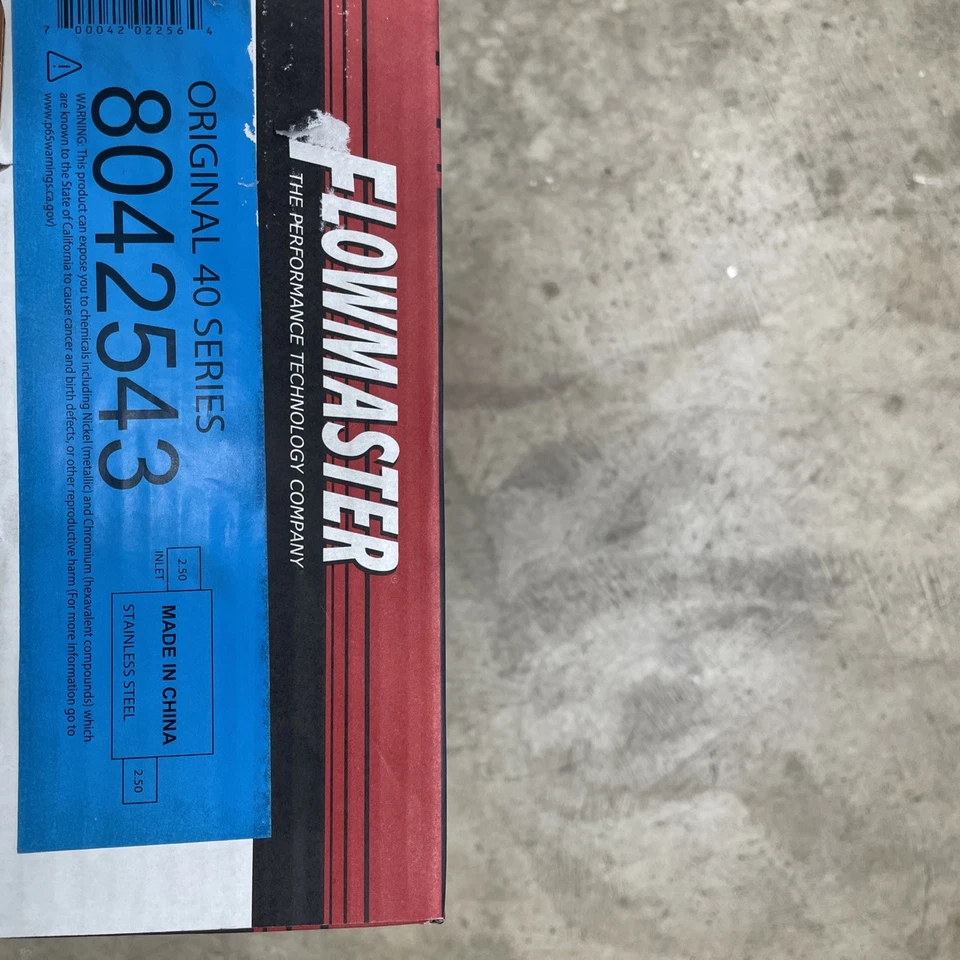 FLOWMASTER
THE PERFORMANCE TECHNOLOGY COMPANY
7 00042 02256 4
ORIGINAL 40 SERIES
8042543
WARNING: This product can expose you to chemicals including Nickel (metallic) and Chromium (hexavalent compounds) which
are known to the State of California to cause cancer and birth defects, or other reproductive harm (For more information go to
www.p65warnings.ca.gov)
2.50
INLET
MADE IN CHINA
STAINLESS STEEL
2.50